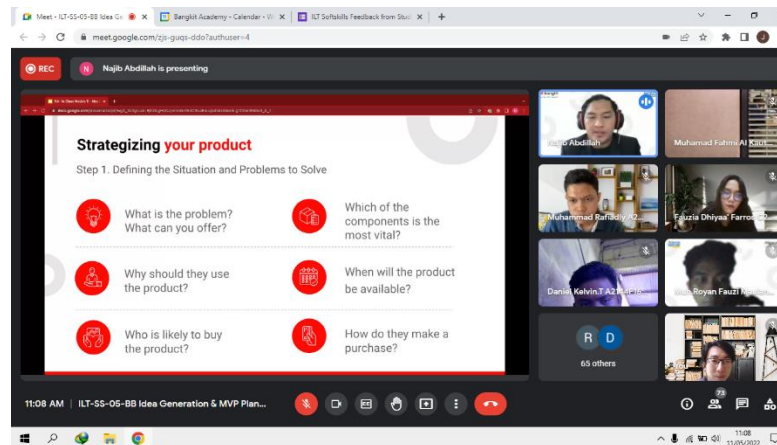 Meet - ILT-SS-05-BB Idea Ge
Bangkit Academy - Calendar - W
ILT Softskills Feedback from Stud
meet.google.com/zjs-guqs-ddo?authuser=4
REC
N
Najib Abdillah is presenting
Strategizing your product
Step 1. Defining the Situation and Problems to Solve
What is the problem?
What can you offer?
Which of the
components is the
most vital?
Why should they use
the product?
When will the product
be available?
Who is likely to buy
the product?
How do they make a
purchase?
Najib Abdillah
Muhamad Fahmi Al
Muhammad Rafiadly A2
Fauzia Dhiyaa' Farro
Daniel Kelvin.T
Royan Fauzi
R D
65 others
11:08 AM | ILT-SS-05-BB Idea Generation & MVP Plan...
73
11:08
11/05/2022